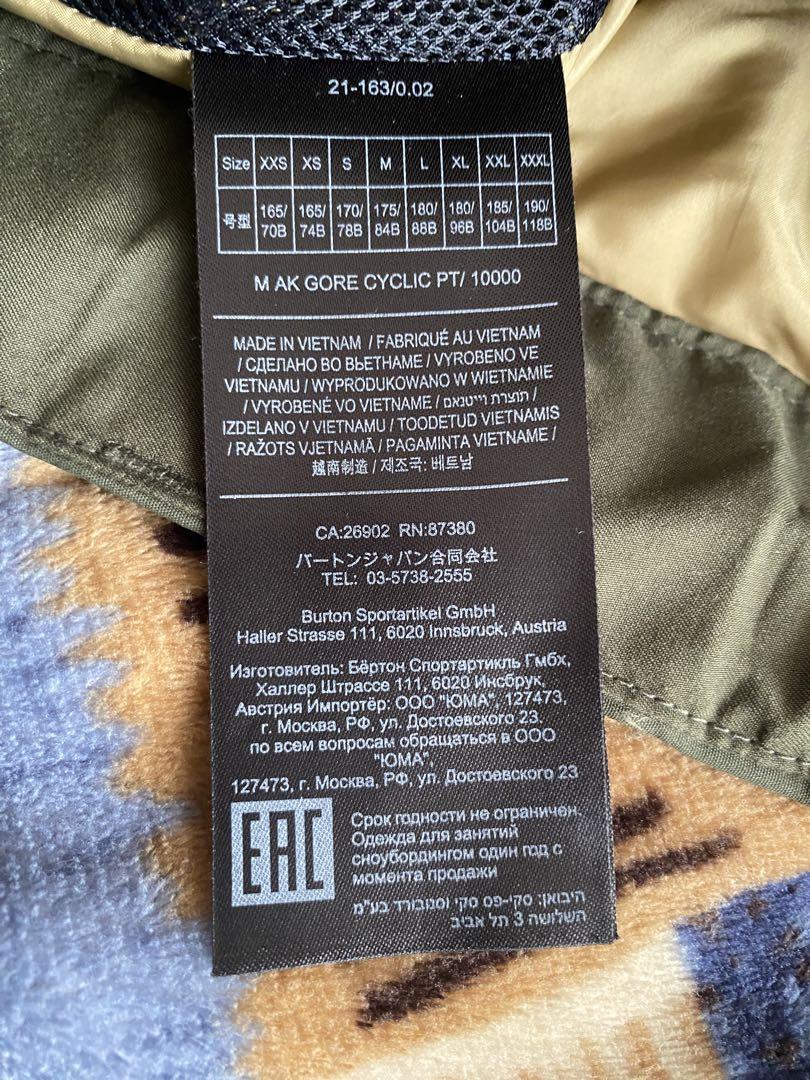 21-163/0.02
Size XXS XS S M L XL XXL XXXL
号型 165/70B 165/74B 170/78B 175/84B 180/88B 180/96B 185/104B 190/118B
M AK GORE CYCLIC PT/ 10000
MADE IN VIETNAM / FABRIQUÉ AU VIETNAM
/ СДЕЛАНО ВО ВЬЕТНАМЕ / VYROBENO VE
VIETNAMU / WYPRODUKOWANO W WIETNAMIE
/ VYROBENÉ VO VIETNAME / תוצרת וייטנאם /
IZDELANO V VIETNAMU / TOODETUD VIETNAMIS
/ RAŽOTS VJETNAMĀ / PAGAMINTA VIETNAME /
越南制造 / 제조국: 베트남
CA:26902 RN:87380
バートンジャパン合同会社
TEL: 03-5738-2555
Burton Sportartikel GmbH
Haller Strasse 111, 6020 Innsbruck, Austria
Изготовитель: Бёртон Спортартикль Гмбх,
Халлер Штрассе 111, 6020 Инсбрук,
Австрия Импортёр: ООО "ЮМА", 127473,
г. Москва, РФ, ул. Достоевского 23.
по всем вопросам обращаться в ООО
"ЮМА",
127473, г. Москва, РФ, ул. Достоевского 23
EAC
Срок годности не ограничен.
Одежда для занятий
сноубордингом один год с
момента продажи
היבואן: סקי-פס סקי וסנובורד בע"מ
השלושה 3 תל אביב